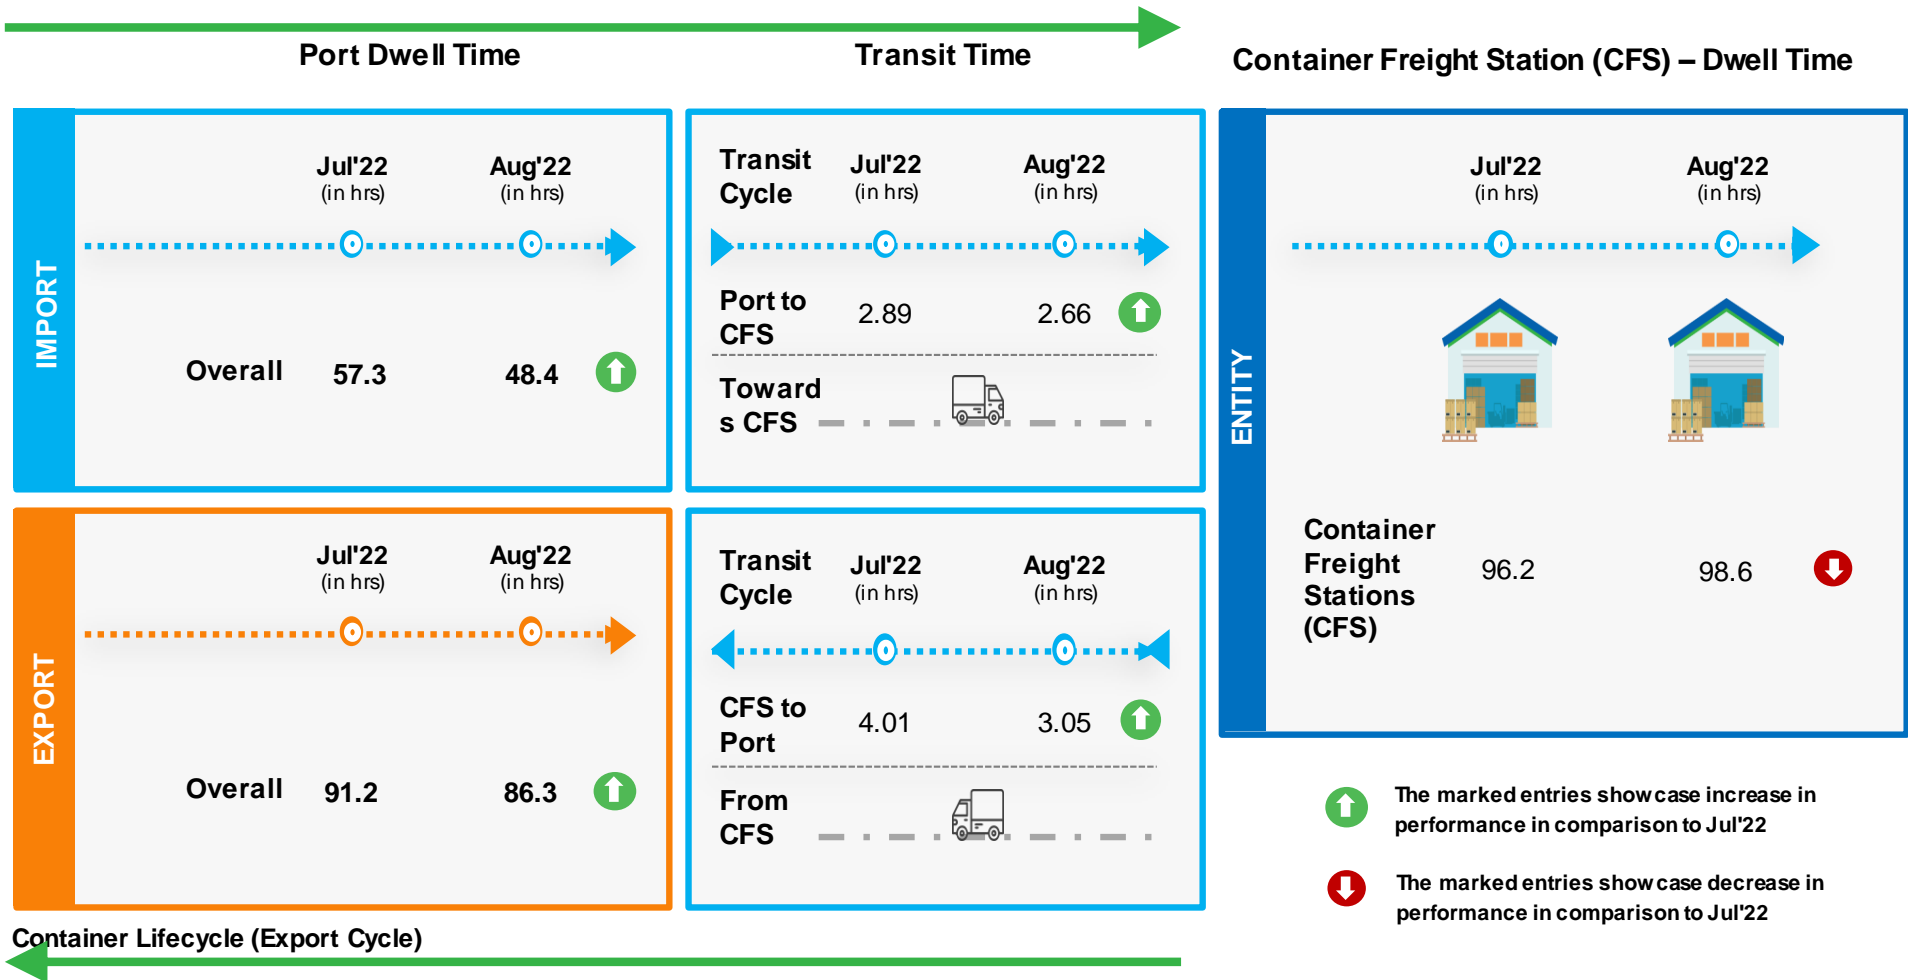 Port Dwell Time
Transit Time
Container Freight Station (CFS) – Dwell Time
IMPORT
Jul'22
(in hrs)
Aug'22
(in hrs)
Overall 57.3 48.4
Transit
Cycle
Jul'22
(in hrs)
Aug'22
(in hrs)
Port to
CFS
2.89 2.66
Toward
s CFS
ENTITY
Jul'22
(in hrs)
Aug'22
(in hrs)
Container
Freight
Stations
(CFS)
96.2 98.6
EXPORT
Jul'22
(in hrs)
Aug'22
(in hrs)
Overall 91.2 86.3
Transit
Cycle
Jul'22
(in hrs)
Aug'22
(in hrs)
CFS to
Port
4.01 3.05
From
CFS
The marked entries showcase increase in
performance in comparison to Jul'22
The marked entries showcase decrease in
performance in comparison to Jul'22
Container Lifecycle (Export Cycle)